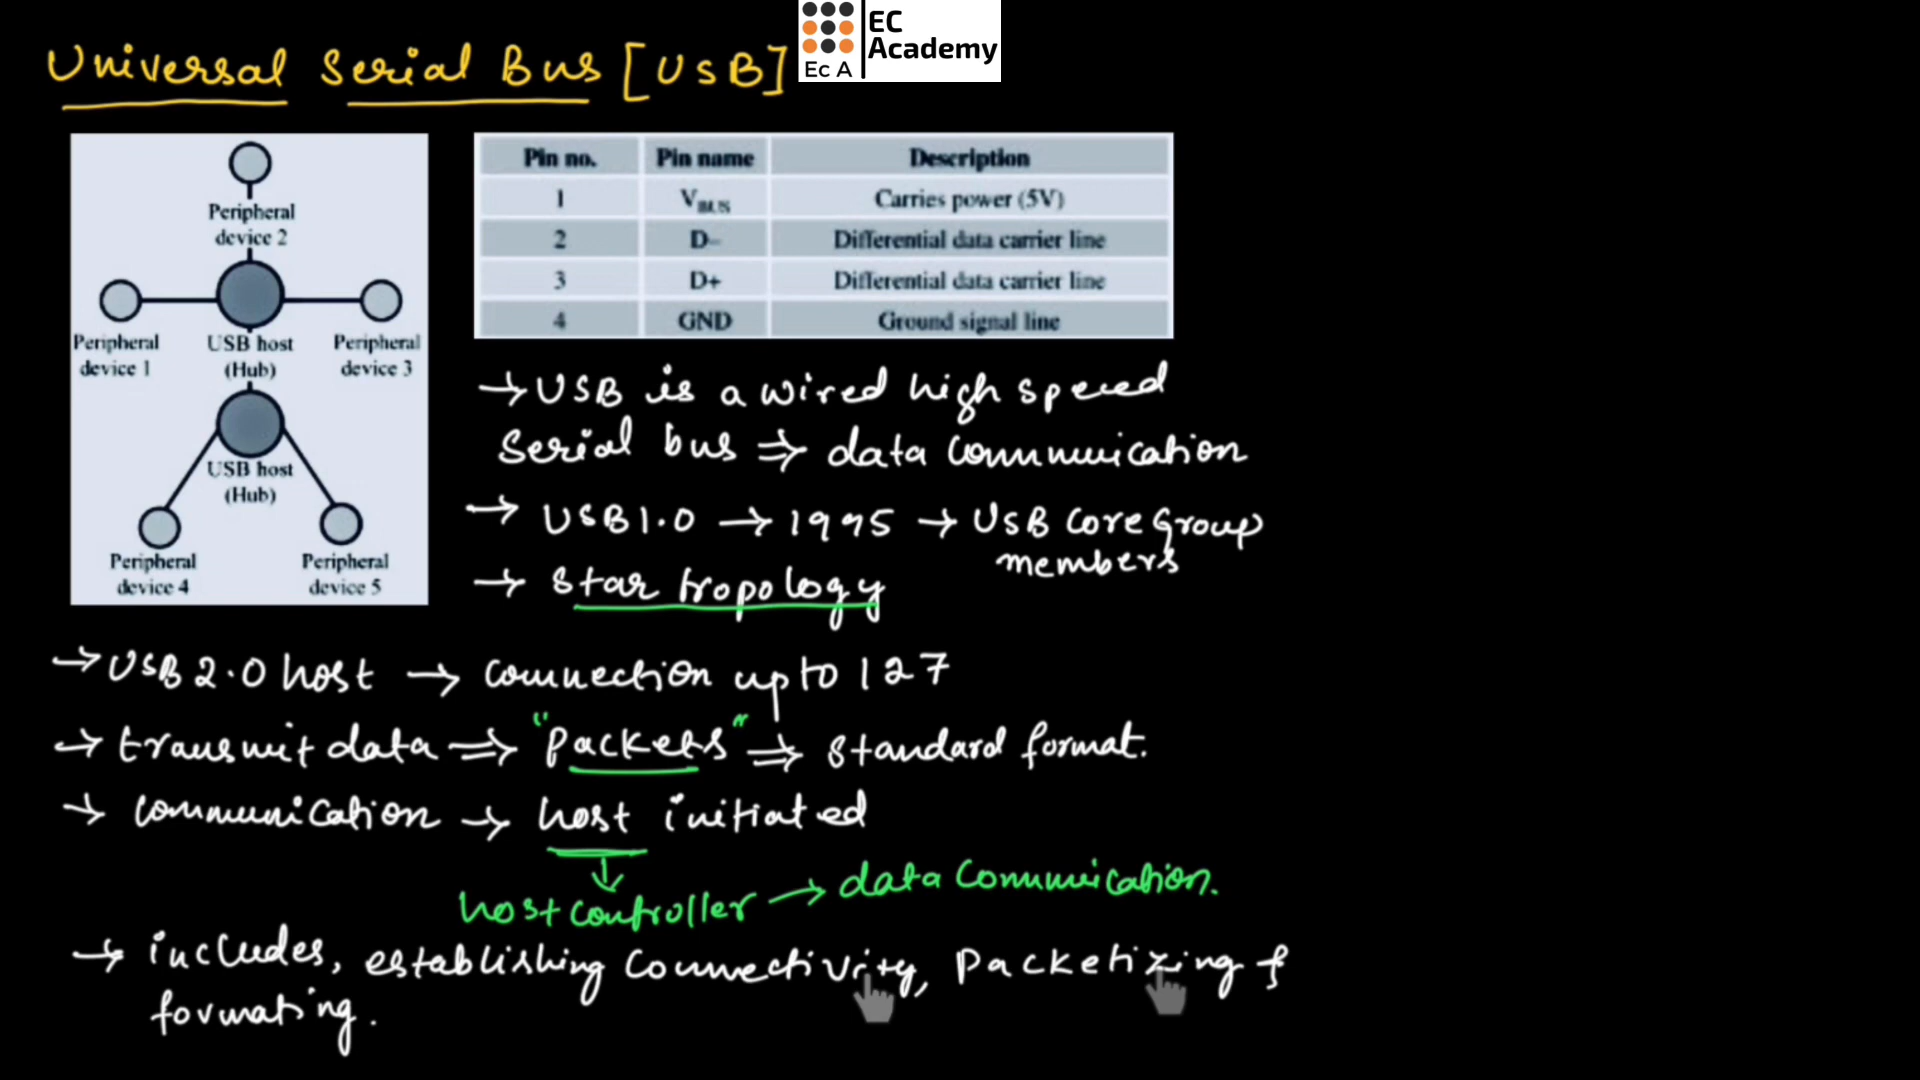 Universal Serial Bus [USB]
EC
Academy
Ec A
Peripheral
device 2
Peripheral
device 1
USB host
(Hub)
Peripheral
device 3
USB host
(Hub)
Peripheral
device 4
Peripheral
device 5
Pin no. Pin name Description
1 VBUS Carries power (5V)
2 D– Differential data carrier line
3 D+ Differential data carrier line
4 GND Ground signal line
→ USB is a wired high speed
Serial bus ⇒ data communication
→ USB 1.0 → 1995 → USB Core Group
members
→ Star tropology
→ USB 2.0 host → connection upto 127
→ transmit data ⇒ "packets" ⇒ standard format.
→ communication → host initiated
↓
host controller → data communication.
→ includes, establishing connectivity, packetizing &
formating.